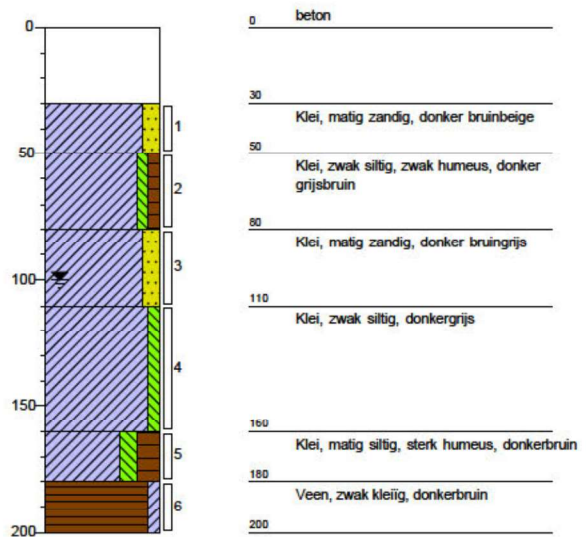 0
beton
0
30
1
Klei, matig zandig, donker bruinbeige
50
50
2
Klei, zwak siltig, zwak humeus, donker
grijsbruin
80
3
Klei, matig zandig, donker bruingrijs
100
110
4
Klei, zwak siltig, donkergrijs
150
160
5
Klei, matig siltig, sterk humeus, donkerbruin
180
6
Veen, zwak kleiïg, donkerbruin
200
200